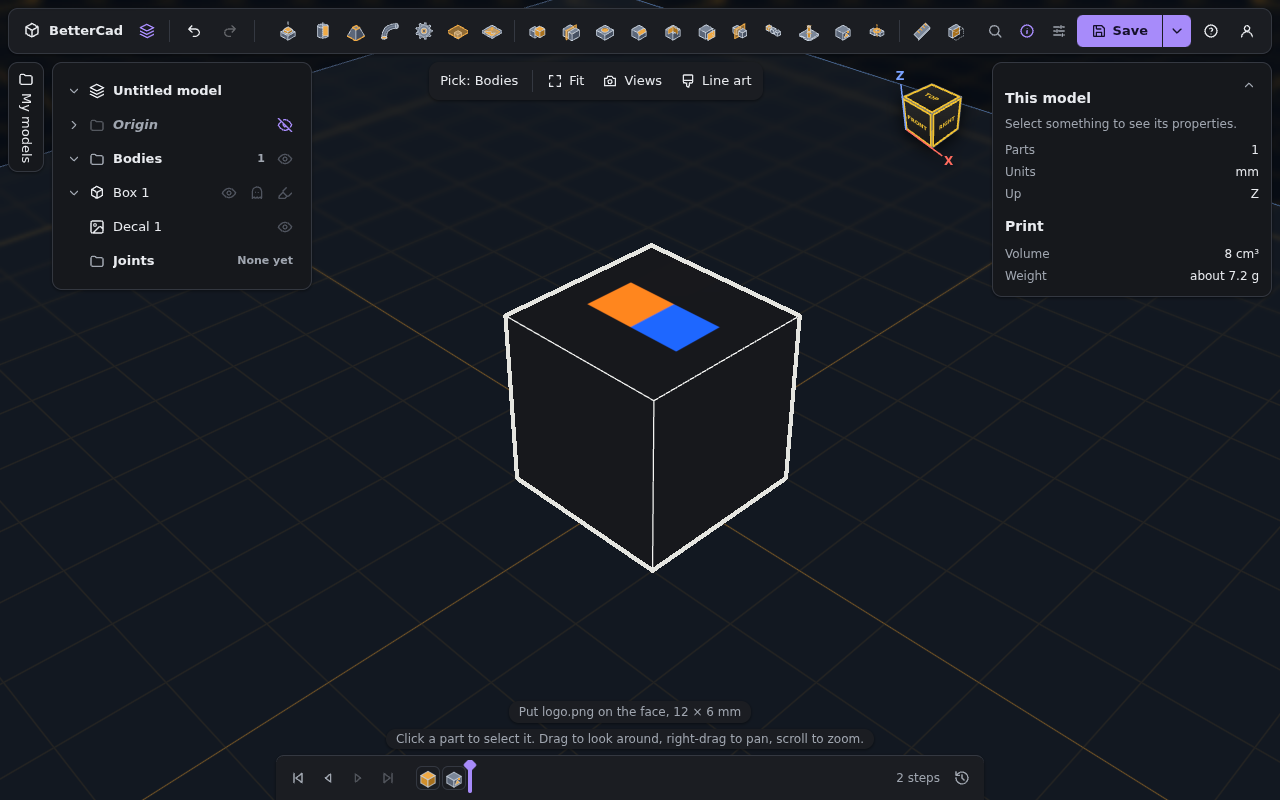 BetterCad
Save
My models
Untitled model
Origin
Bodies 1
Box 1
Decal 1
Joints None yet
Pick: Bodies
Fit
Views
Line art
Z
TOP
FRONT
RIGHT
X
This model
Select something to see its properties.
Parts 1
Units mm
Up Z
Print
Volume 8 cm³
Weight about 7.2 g
Put logo.png on the face, 12 × 6 mm
Click a part to select it. Drag to look around, right-drag to pan, scroll to zoom.
2 steps